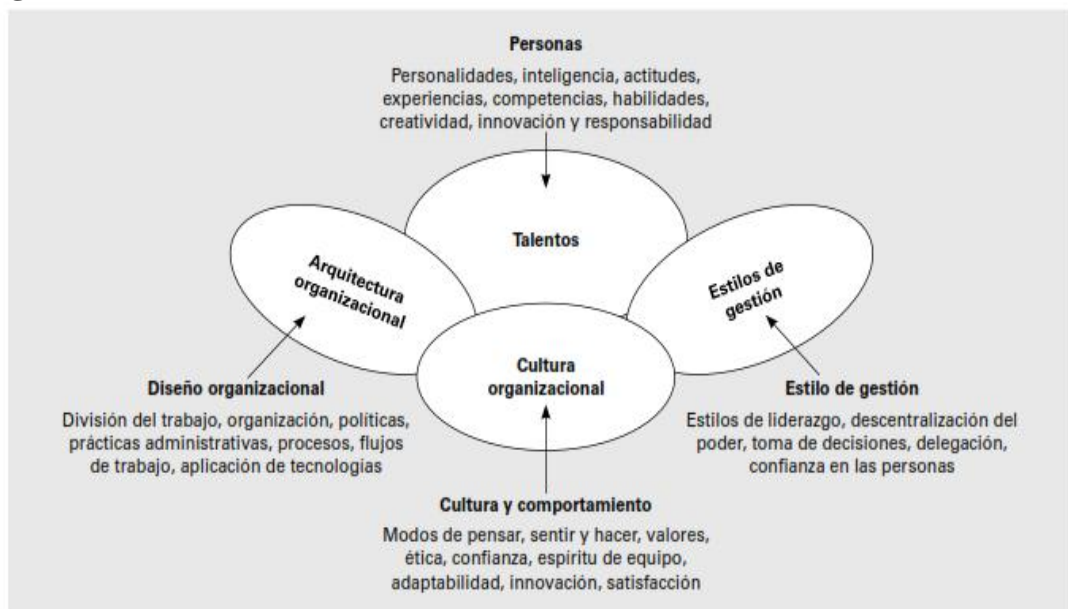 Personas
Personalidades, inteligencia, actitudes,
experiencias, competencias, habilidades,
creatividad, innovación y responsabilidad
Talentos
Arquitectura
organizacional
Estilos de
gestión
Cultura
organizacional
Diseño organizacional
División del trabajo, organización, políticas,
prácticas administrativas, procesos, flujos
de trabajo, aplicación de tecnologías
Estilo de gestión
Estilos de liderazgo, descentralización del
poder, toma de decisiones, delegación,
confianza en las personas
Cultura y comportamiento
Modos de pensar, sentir y hacer, valores,
ética, confianza, espíritu de equipo,
adaptabilidad, innovación, satisfacción